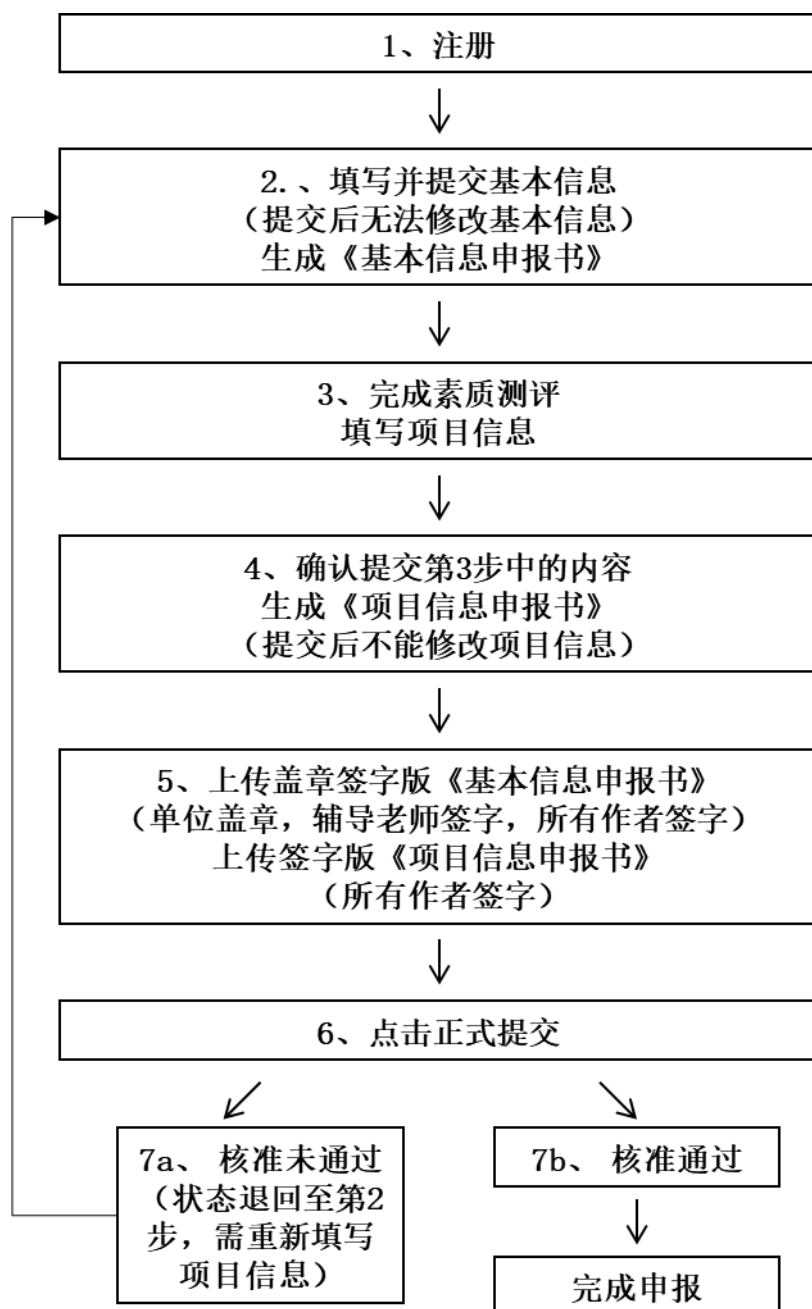 1、注册
2.、填写并提交基本信息
（提交后无法修改基本信息）
生成《基本信息申报书》
3、完成素质测评
填写项目信息
4、确认提交第3步中的内容
生成《项目信息申报书》
（提交后不能修改项目信息）
5、上传盖章签字版《基本信息申报书》
（单位盖章，辅导老师签字，所有作者签字）
上传签字版《项目信息申报书》
（所有作者签字）
6、点击正式提交
7a、 核准未通过
（状态退回至第2
步，需重新填写
项目信息）
7b、 核准通过
完成申报